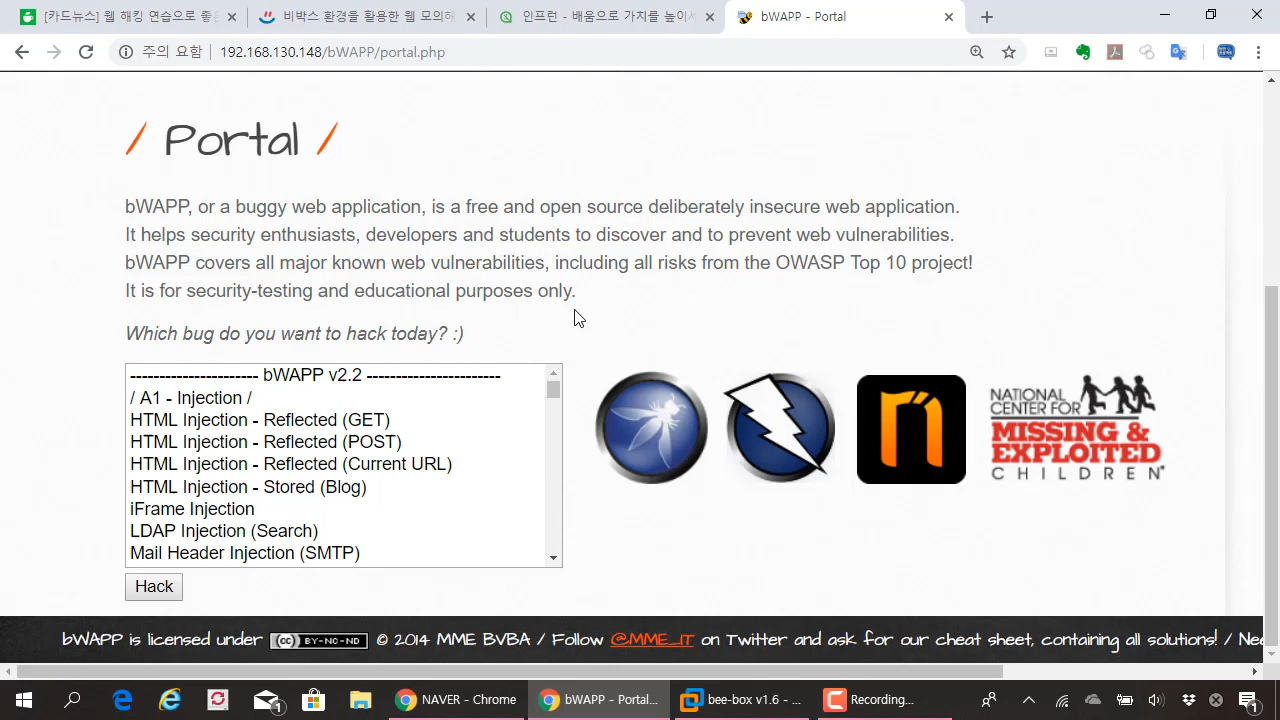 [카드뉴스] 웹 해킹 연습으로 좋은
비박스 환경을 활용한 웹 모의해
인프런 - 배움으로 가치를 높이세
bWAPP - Portal
주의 요함
192.168.130.148/bWAPP/portal.php
/ Portal /
bWAPP, or a buggy web application, is a free and open source deliberately insecure web application.
It helps security enthusiasts, developers and students to discover and to prevent web vulnerabilities.
bWAPP covers all major known web vulnerabilities, including all risks from the OWASP Top 10 project!
It is for security-testing and educational purposes only.
Which bug do you want to hack today? :)
---------------------- bWAPP v2.2 -----------------------
/ A1 - Injection /
HTML Injection - Reflected (GET)
HTML Injection - Reflected (POST)
HTML Injection - Reflected (Current URL)
HTML Injection - Stored (Blog)
iFrame Injection
LDAP Injection (Search)
Mail Header Injection (SMTP)
NATIONAL
CENTER FOR
MISSING &
EXPLOITED
CHILDREN
Hack
bWAPP is licensed under (cc) BY-NC-ND © 2014 MME BVBA / Follow @MME_IT on Twitter and ask for our cheat sheet, containing all solutions! / Nee
NAVER - Chrome
bWAPP - Portal...
bee-box v1.6 - ...
Recording...